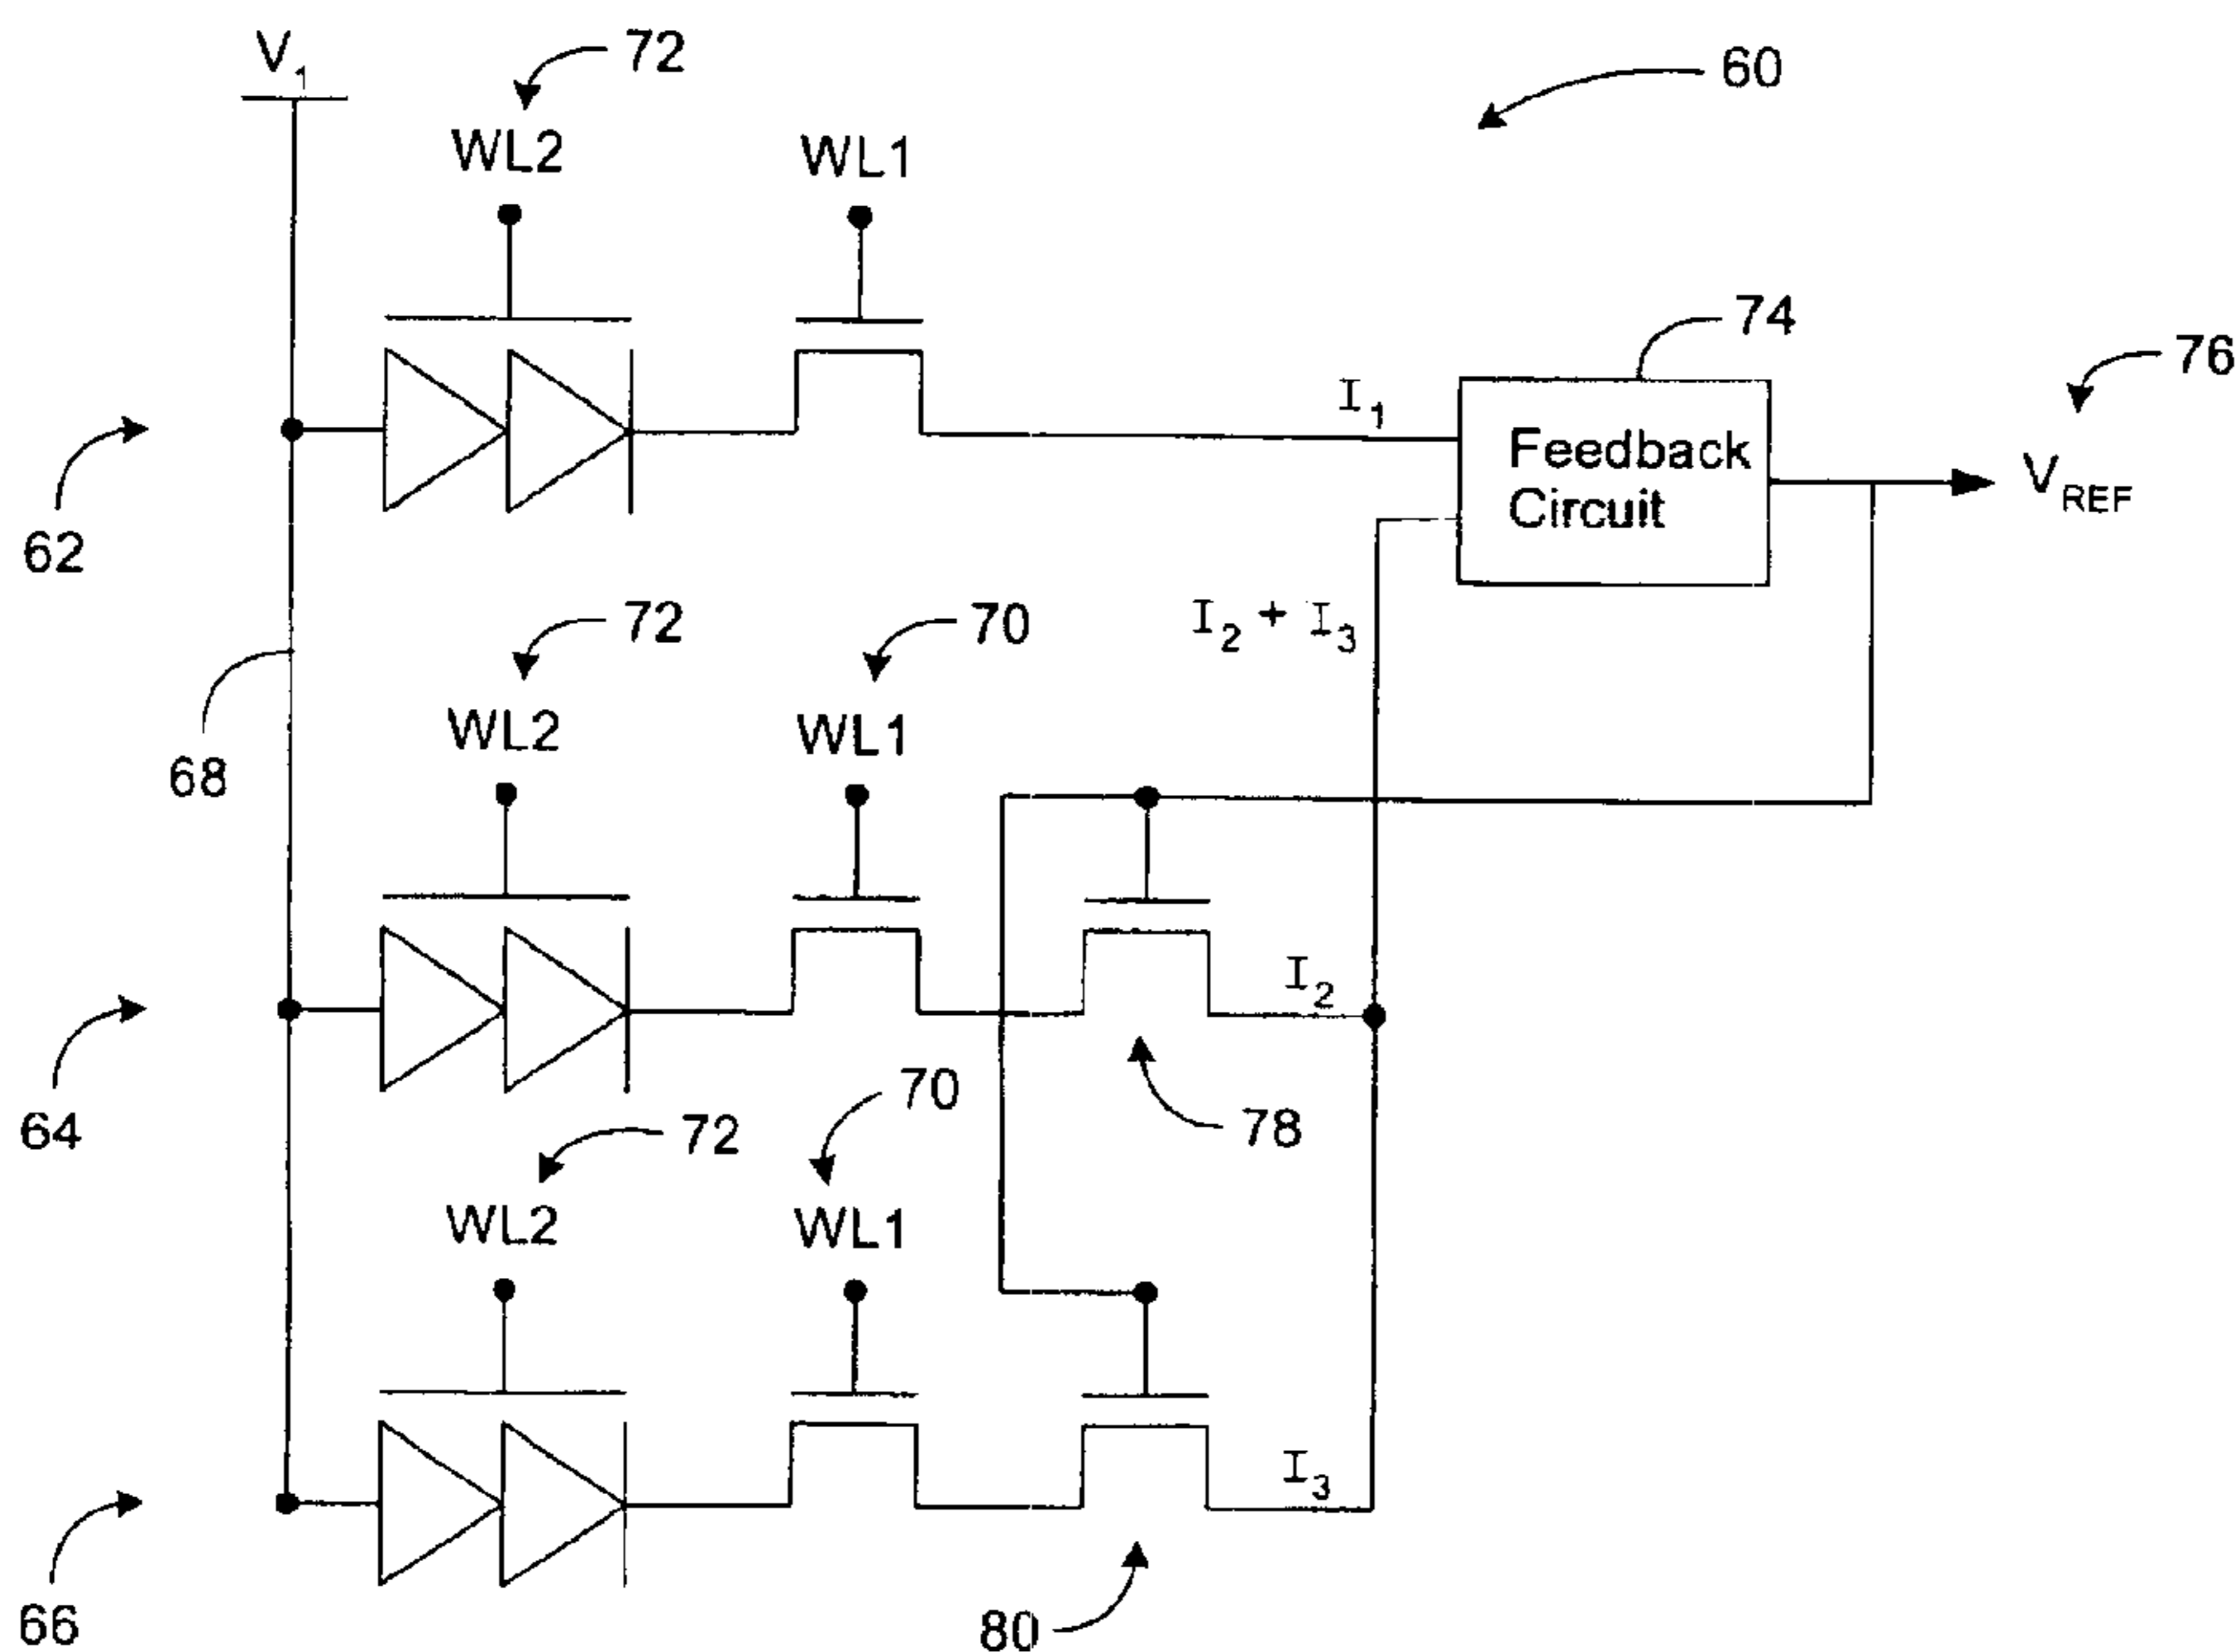 V₁
72
60
WL2
WL1
74
76
I₁
Feedback
Circuit
V_REF
62
72
70
I₂ + I₃
68
WL2
WL1
I₂
64
72
70
78
WL2
WL1
I₃
66
80